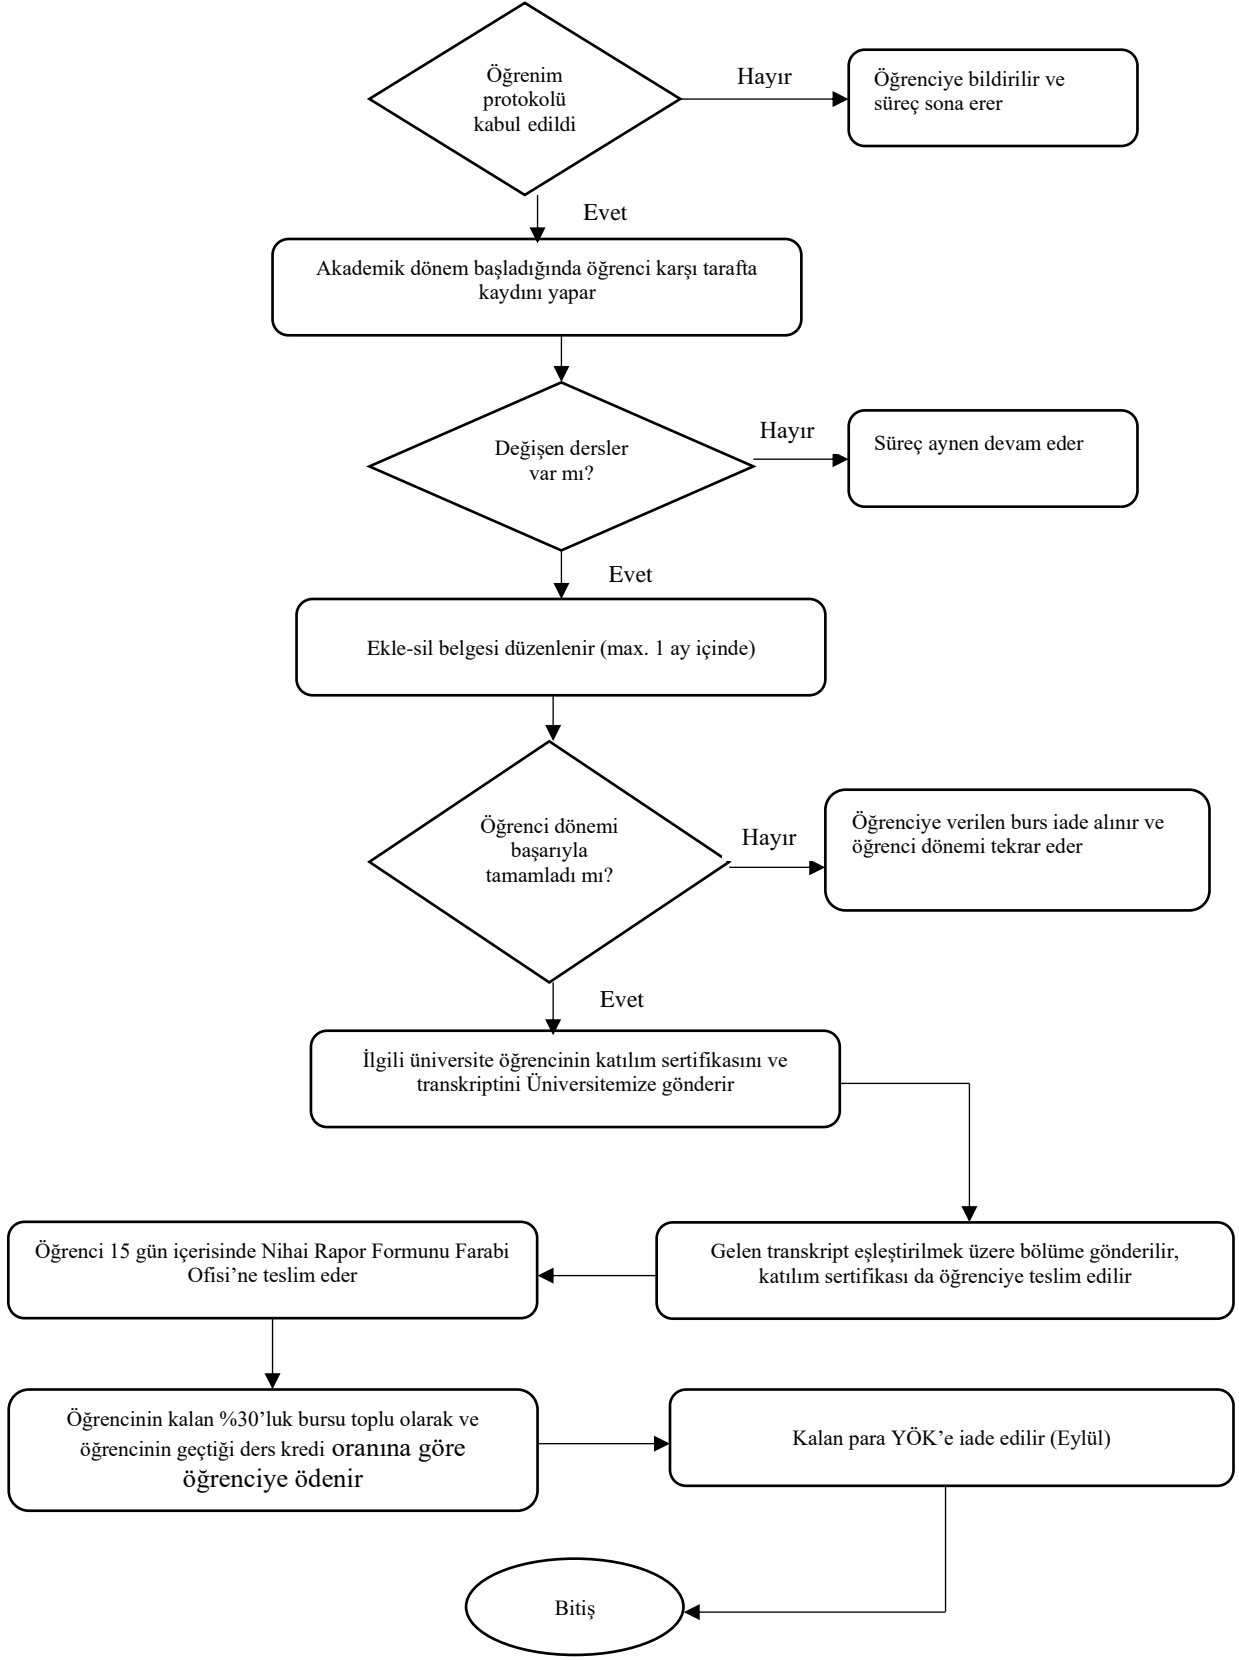 Öğrenim
protokolü
kabul edildi
Hayır
Öğrenciye bildirilir ve
süreç sona erer
Evet
Akademik dönem başladığında öğrenci karşı tarafta
kaydını yapar
Değişen dersler
var mı?
Hayır
Süreç aynen devam eder
Evet
Ekle-sil belgesi düzenlenir (max. 1 ay içinde)
Öğrenci dönemi
başarıyla
tamamladı mı?
Hayır
Öğrenciye verilen burs iade alınır ve
öğrenci dönemi tekrar eder
Evet
İlgili üniversite öğrencinin katılım sertifikasını ve
transkriptini Üniversitemize gönderir
Gelen transkript eşleştirilmek üzere bölüme gönderilir,
katılım sertifikası da öğrenciye teslim edilir
Öğrenci 15 gün içerisinde Nihai Rapor Formunu Farabi
Ofisi’ne teslim eder
Öğrencinin kalan %30’luk bursu toplu olarak ve
öğrencinin geçtiği ders kredi oranına göre
öğrenciye ödenir
Kalan para YÖK’e iade edilir (Eylül)
Bitiş